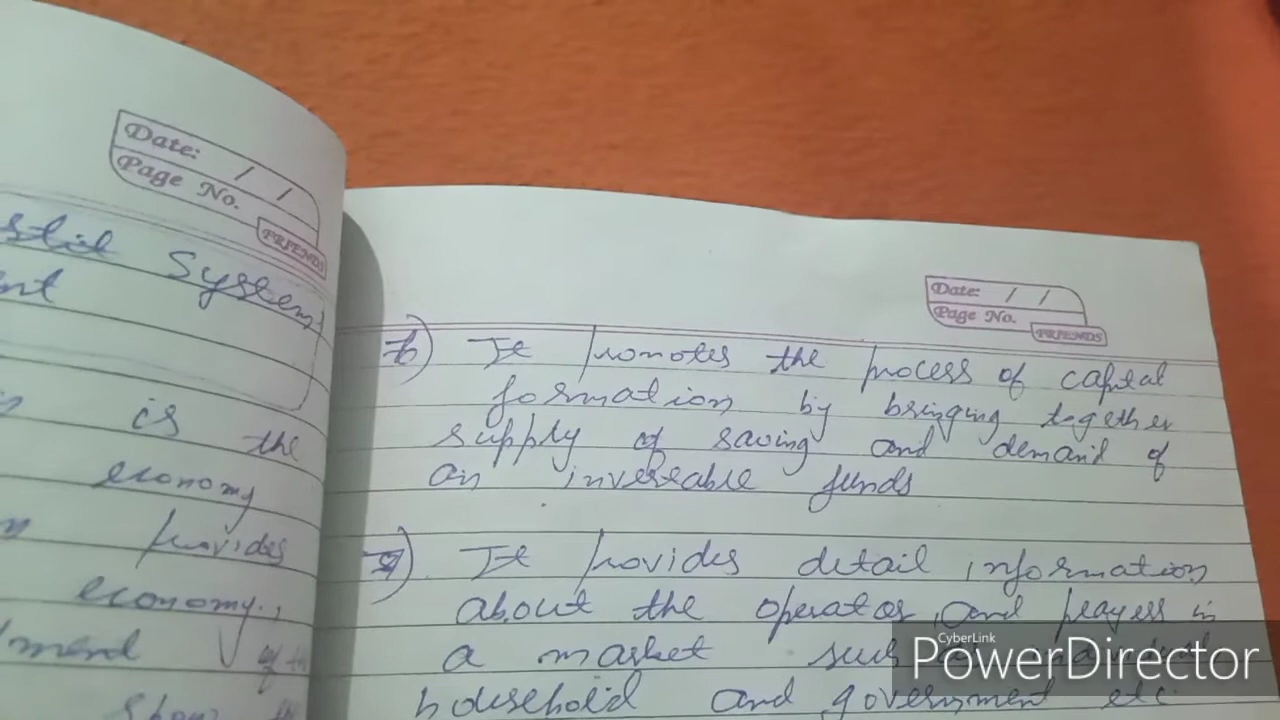 Date: / /
Page No.
FRIENDS
System
is the
economy
provides
economy.,
of
Date: / /
Page No.
FRIENDS
b) It promotes the process of capital
formation by bringing together
supply of saving and demand of
an investable funds
It provides detail information
about the operator, and players in
a market such as
household and government etc.
CyberLink
PowerDirector